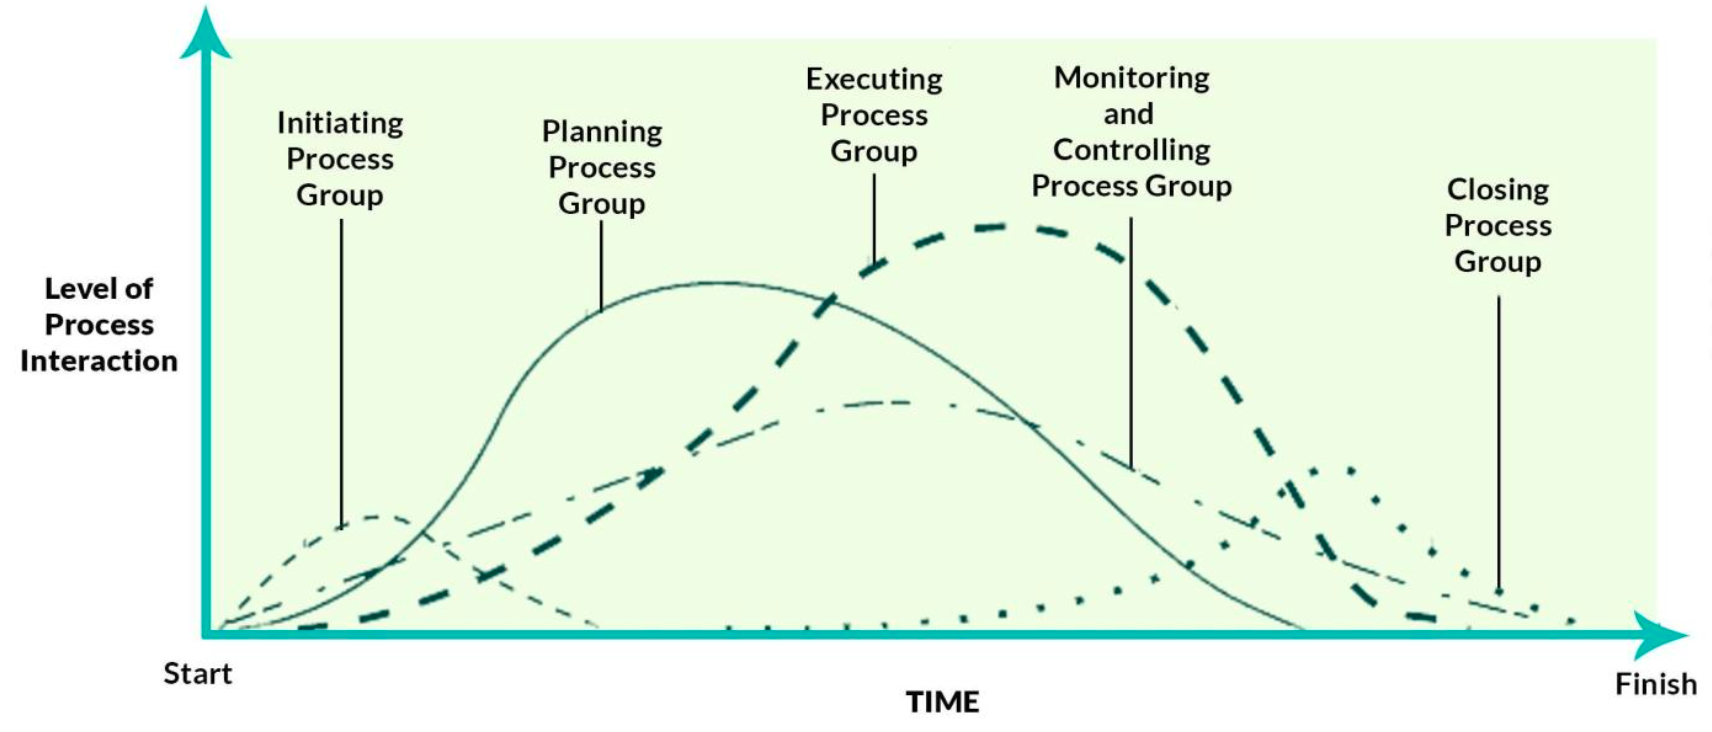 Initiating
Process
Group
Planning
Process
Group
Executing
Process
Group
Monitoring
and
Controlling
Process Group
Closing
Process
Group
Level of
Process
Interaction
Start
TIME
Finish